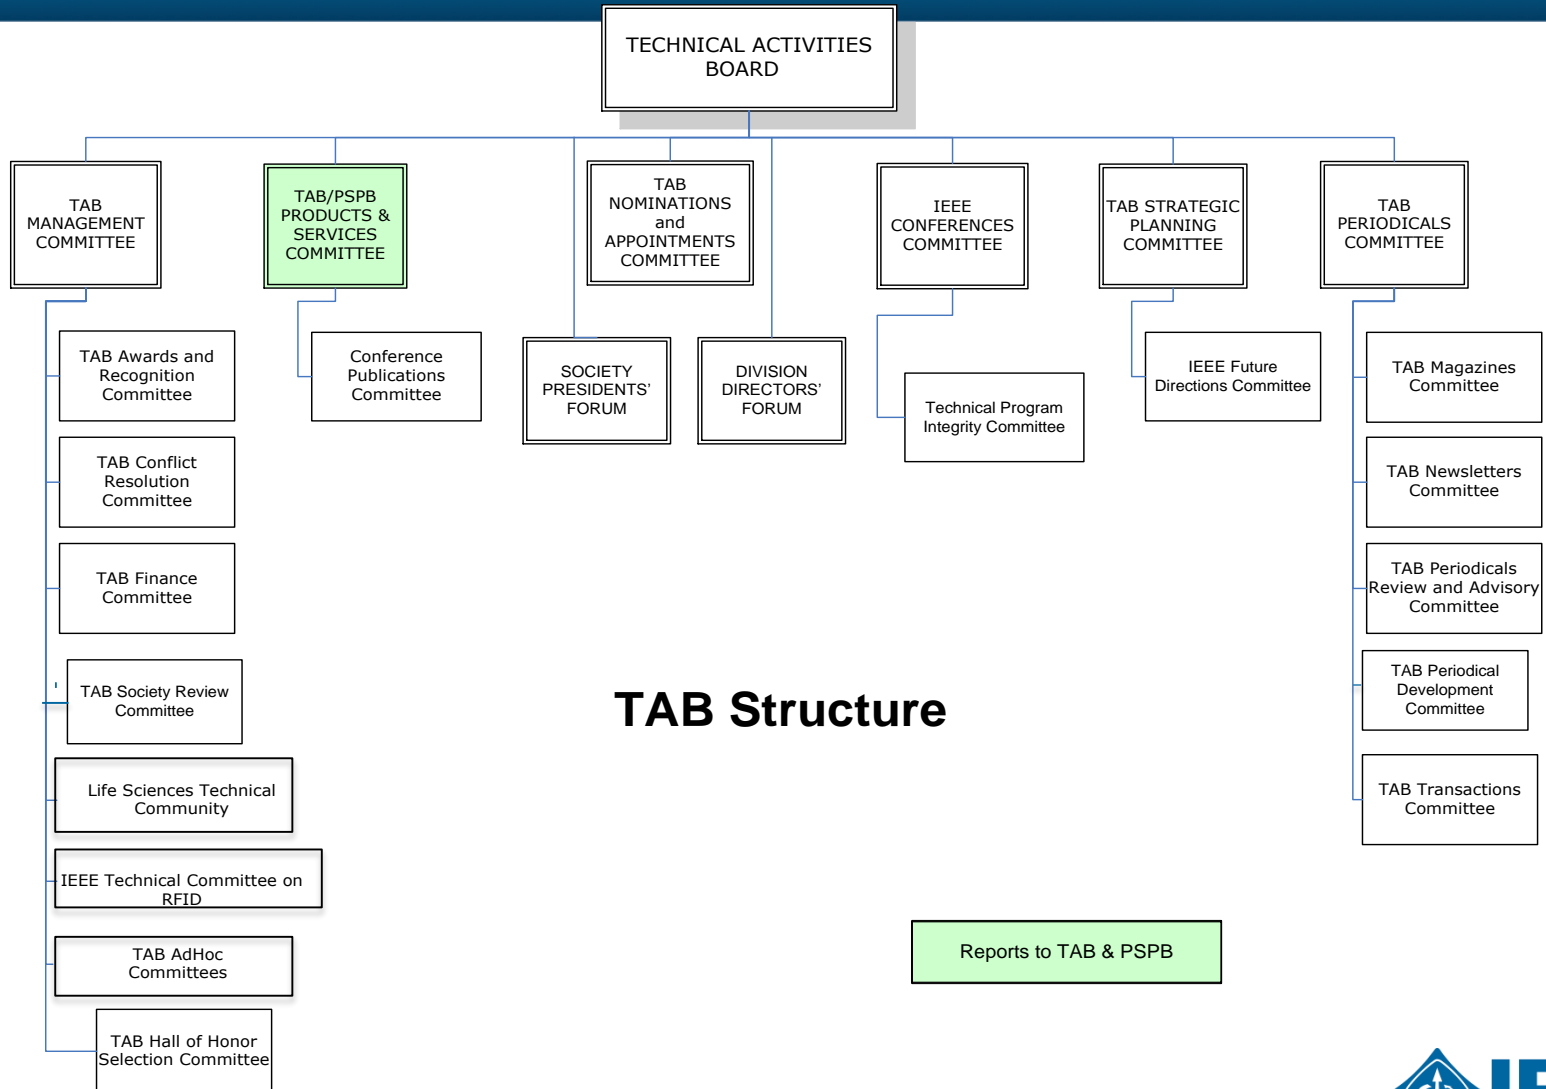 TECHNICAL ACTIVITIES
BOARD
TAB
MANAGEMENT
COMMITTEE
TAB/PSPB
PRODUCTS &
SERVICES
COMMITTEE
TAB
NOMINATIONS
and
APPOINTMENTS
COMMITTEE
IEEE
CONFERENCES
COMMITTEE
TAB STRATEGIC
PLANNING
COMMITTEE
TAB
PERIODICALS
COMMITTEE
TAB Awards and
Recognition
Committee
Conference
Publications
Committee
SOCIETY
PRESIDENTS’
FORUM
DIVISION
DIRECTORS’
FORUM
Technical Program
Integrity Committee
IEEE Future
Directions Committee
TAB Magazines
Committee
TAB Conflict
Resolution
Committee
TAB Newsletters
Committee
TAB Finance
Committee
TAB Periodicals
Review and Advisory
Committee
TAB Society Review
Committee
TAB Structure
TAB Periodical
Development
Committee
Life Sciences Technical
Community
TAB Transactions
Committee
IEEE Technical Committee on
RFID
TAB AdHoc
Committees
Reports to TAB & PSPB
TAB Hall of Honor
Selection Committee